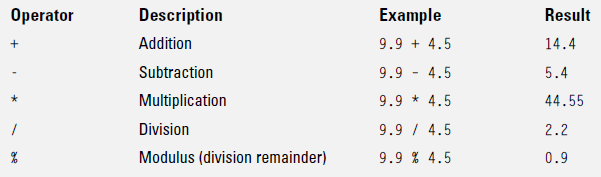 Operator Description Example Result
+ Addition 9.9 + 4.5 14.4
- Subtraction 9.9 - 4.5 5.4
* Multiplication 9.9 * 4.5 44.55
/ Division 9.9 / 4.5 2.2
% Modulus (division remainder) 9.9 % 4.5 0.9